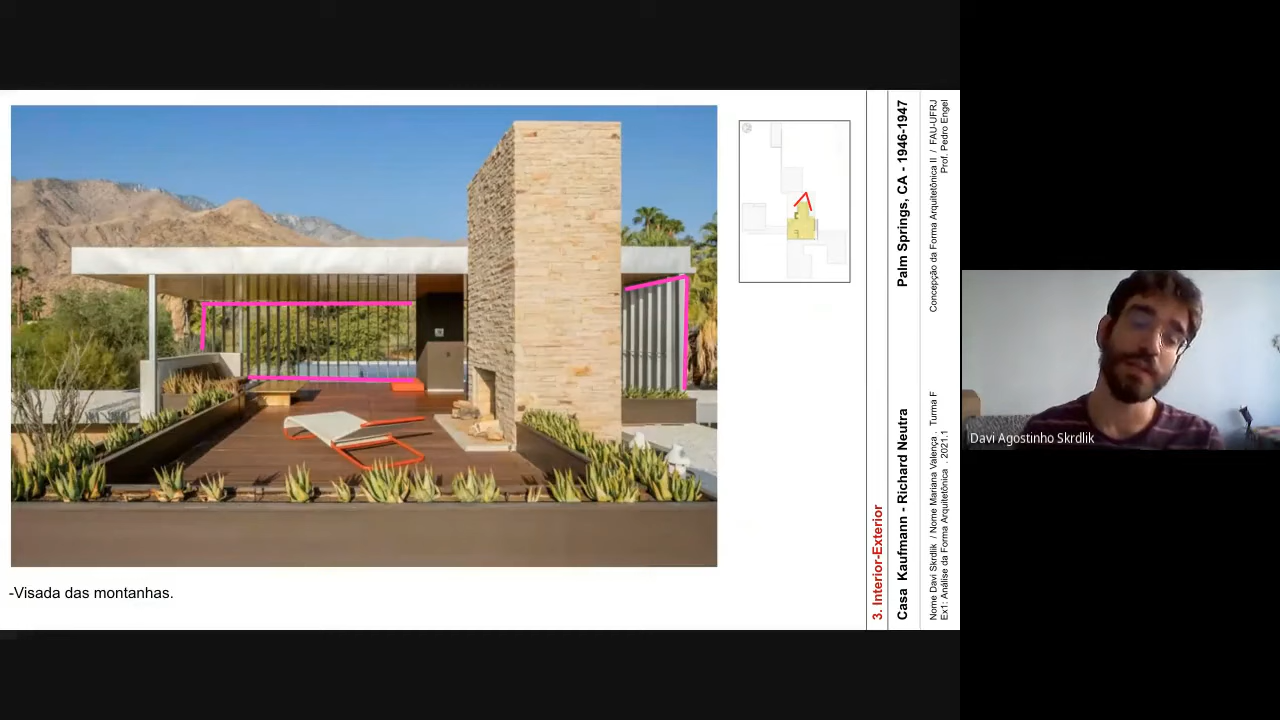 -Visada das montanhas.
3. Interior-Exterior
Casa Kaufmann - Richard Neutra
Palm Springs, CA - 1946-1947
Nome Davi Skrdlik / Nome Mariana Valença . Turma F
Ex1: Análise da Forma Arquitetônica . 2021.1
Concepção da Forma Arquitetônica II / FAU-UFRJ
Prof. Pedro Engel
Davi Agostinho Skrdlik